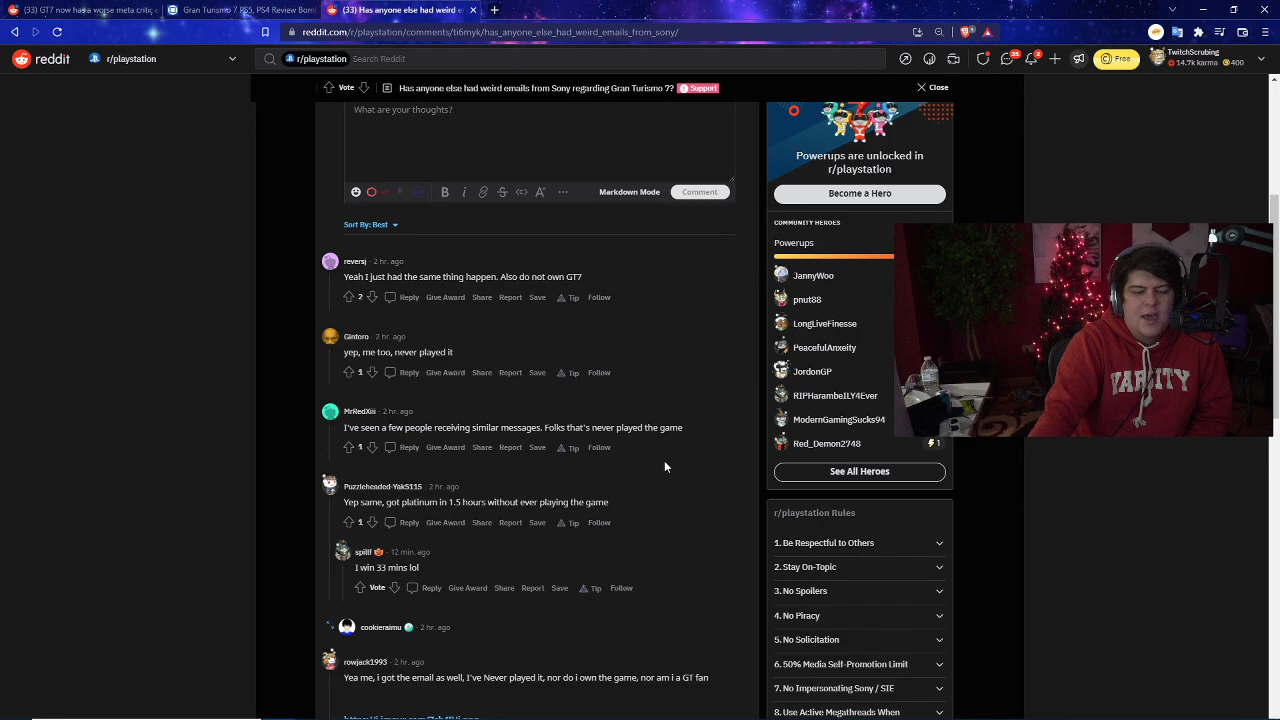 (33) GT7 now has worse meta critic
Gran Turismo 7 PS5, PS4 Review Bomb
(33) Has anyone else had weird em
reddit.com/r/playstation/comments/ti6myk/has_anyone_else_had_weird_emails_from_sony/
reddit
r/playstation
r/playstation
Search Reddit
Free
TwitchScrubing
14.7k karma
400
Vote
Has anyone else had weird emails from Sony regarding Gran Turismo 7??
Support
Close
What are your thoughts?
Markdown Mode
Comment
Sort By: Best
reversj · 2 hr. ago
Yeah I just had the same thing happen. Also do not own GT7
2 Reply Give Award Share Report Save Tip Follow
Gintoro · 2 hr. ago
yep, me too, never played it
1 Reply Give Award Share Report Save Tip Follow
MrRedXiii · 2 hr. ago
I've seen a few people receiving similar messages. Folks that's never played the game
1 Reply Give Award Share Report Save Tip Follow
Puzzleheaded-Yak5115 · 2 hr. ago
Yep same, got platinum in 1.5 hours without ever playing the game
1 Reply Give Award Share Report Save Tip Follow
spillf · 12 min. ago
I win 33 mins lol
Vote Reply Give Award Share Report Save Tip Follow
cookieraimu · 2 hr. ago
rowjack1993 · 2 hr. ago
Yea me, i got the email as well, I've Never played it, nor do i own the game, nor am i a GT fan
Powerups are unlocked in
r/playstation
Become a Hero
COMMUNITY HEROES
Powerups
JannyWoo
pnut88
LongLiveFinesse
PeacefulAnxeity
JordonGP
RIPHarambeILY4Ever
ModernGamingSucks94
Red_Demon2748
1
See All Heroes
r/playstation Rules
1. Be Respectful to Others
2. Stay On-Topic
3. No Spoilers
4. No Piracy
5. No Solicitation
6. 50% Media Self-Promotion Limit
7. No Impersonating Sony / SIE
8. Use Active Megathreads When
VARSITY